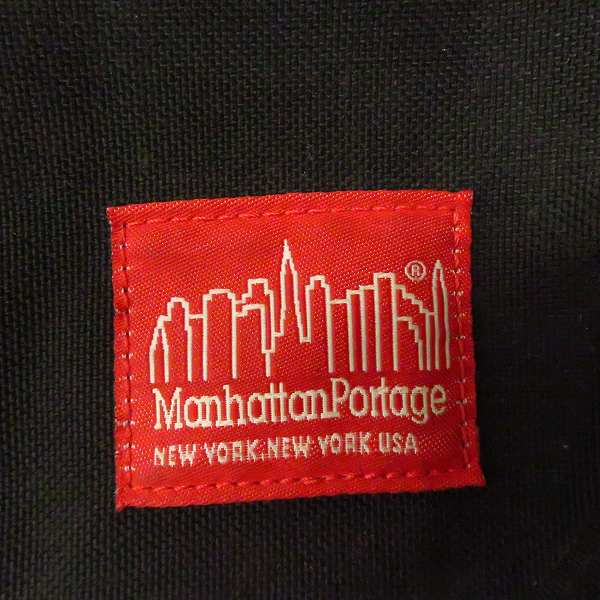 ®
ManhattanPortage
NEW YORK, NEW YORK USA